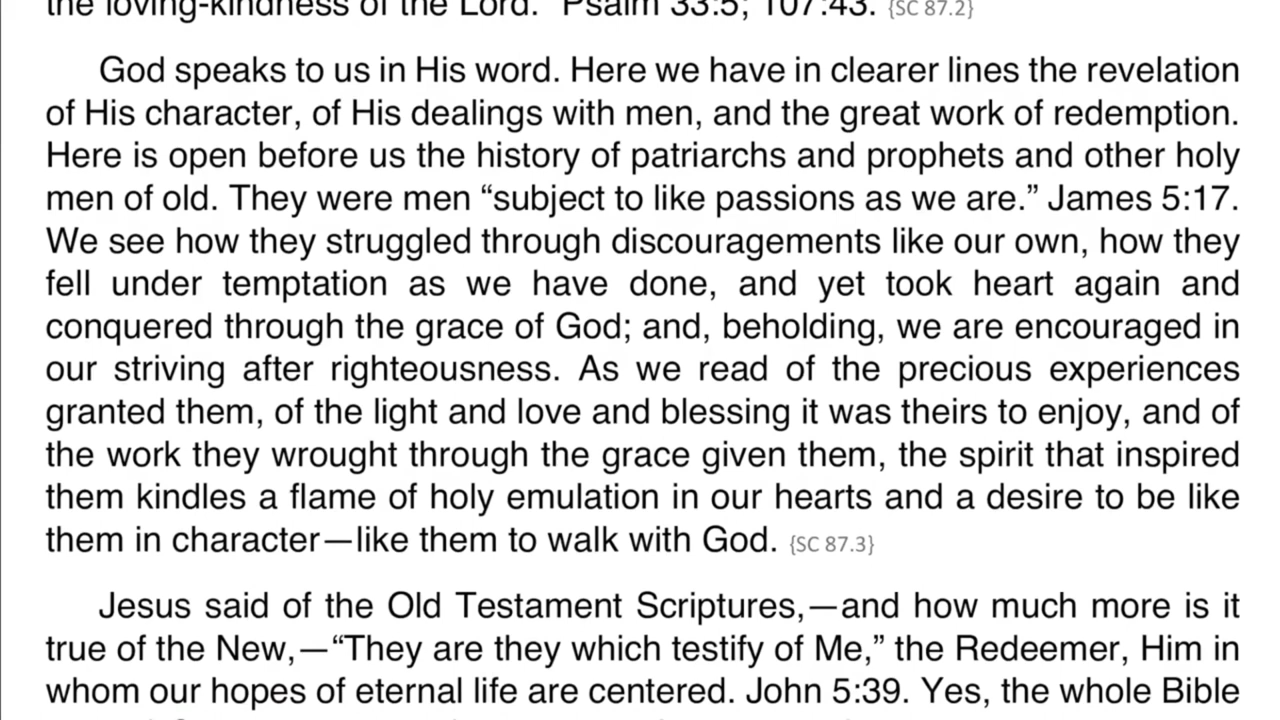 the loving-kindness of the Lord." Psalm 33:5; 107:43. {SC 87.2}
God speaks to us in His word. Here we have in clearer lines the revelation
of His character, of His dealings with men, and the great work of redemption.
Here is open before us the history of patriarchs and prophets and other holy
men of old. They were men “subject to like passions as we are.” James 5:17.
We see how they struggled through discouragements like our own, how they
fell under temptation as we have done, and yet took heart again and
conquered through the grace of God; and, beholding, we are encouraged in
our striving after righteousness. As we read of the precious experiences
granted them, of the light and love and blessing it was theirs to enjoy, and of
the work they wrought through the grace given them, the spirit that inspired
them kindles a flame of holy emulation in our hearts and a desire to be like
them in character—like them to walk with God. {SC 87.3}
Jesus said of the Old Testament Scriptures,—and how much more is it
true of the New,—“They are they which testify of Me,” the Redeemer, Him in
whom our hopes of eternal life are centered. John 5:39. Yes, the whole Bible